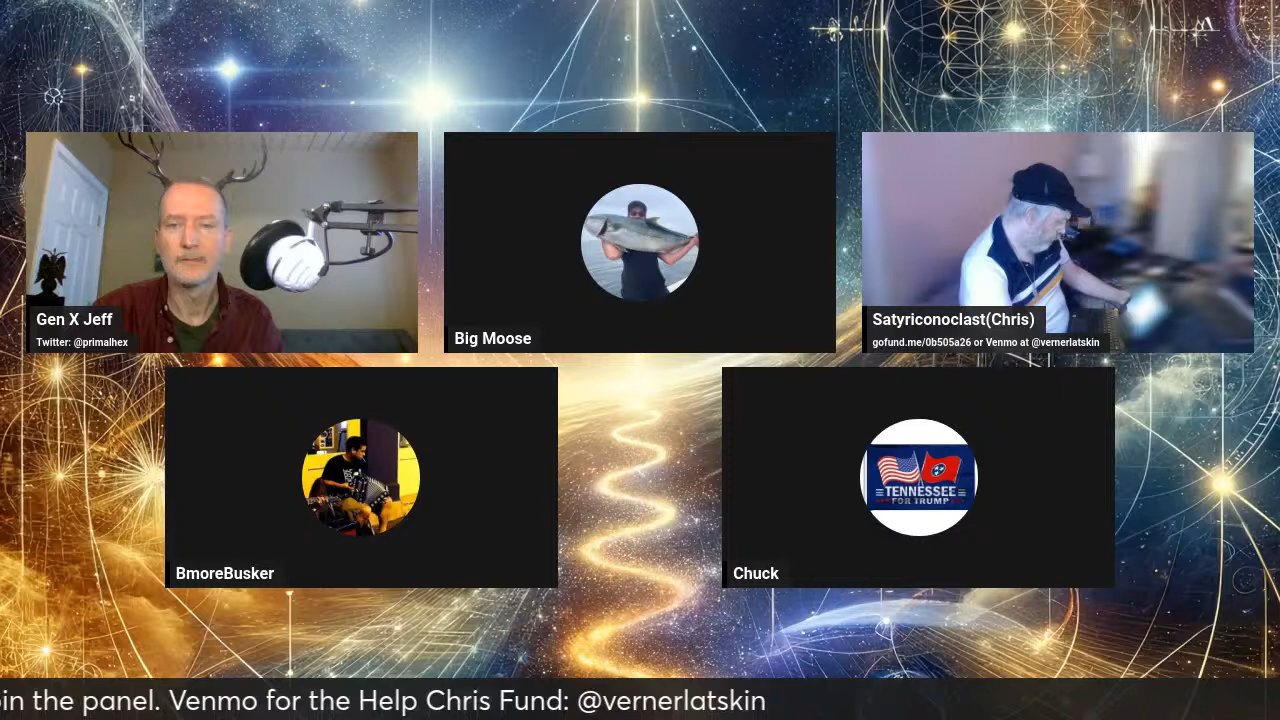 Gen X Jeff
Twitter: @primalhex
Big Moose
Satyriconoclast(Chris)
gofund.me/0b505a26 or Venmo at @vernerlatskin
BmoreBusker
TENNESSEE
FOR TRUMP
Chuck
in the panel. Venmo for the Help Chris Fund: @vernerlatskin